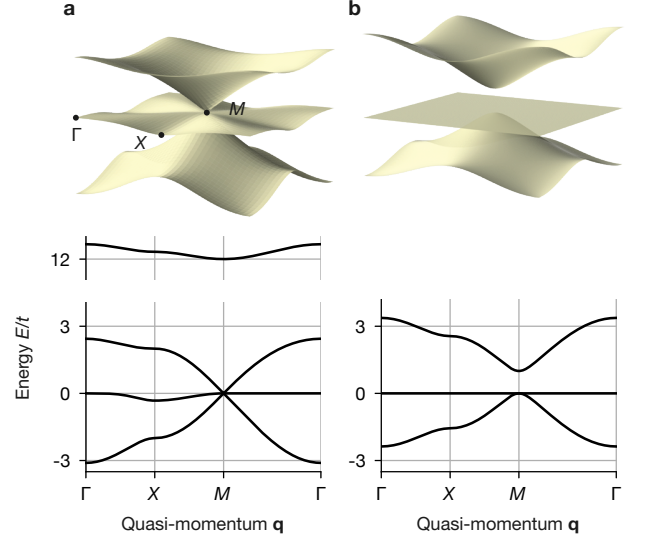 a
b
Γ
X
M
12
3
0
-3
Energy E/t
Γ
X
M
Γ
Quasi-momentum q
3
0
-3
Γ
X
M
Γ
Quasi-momentum q